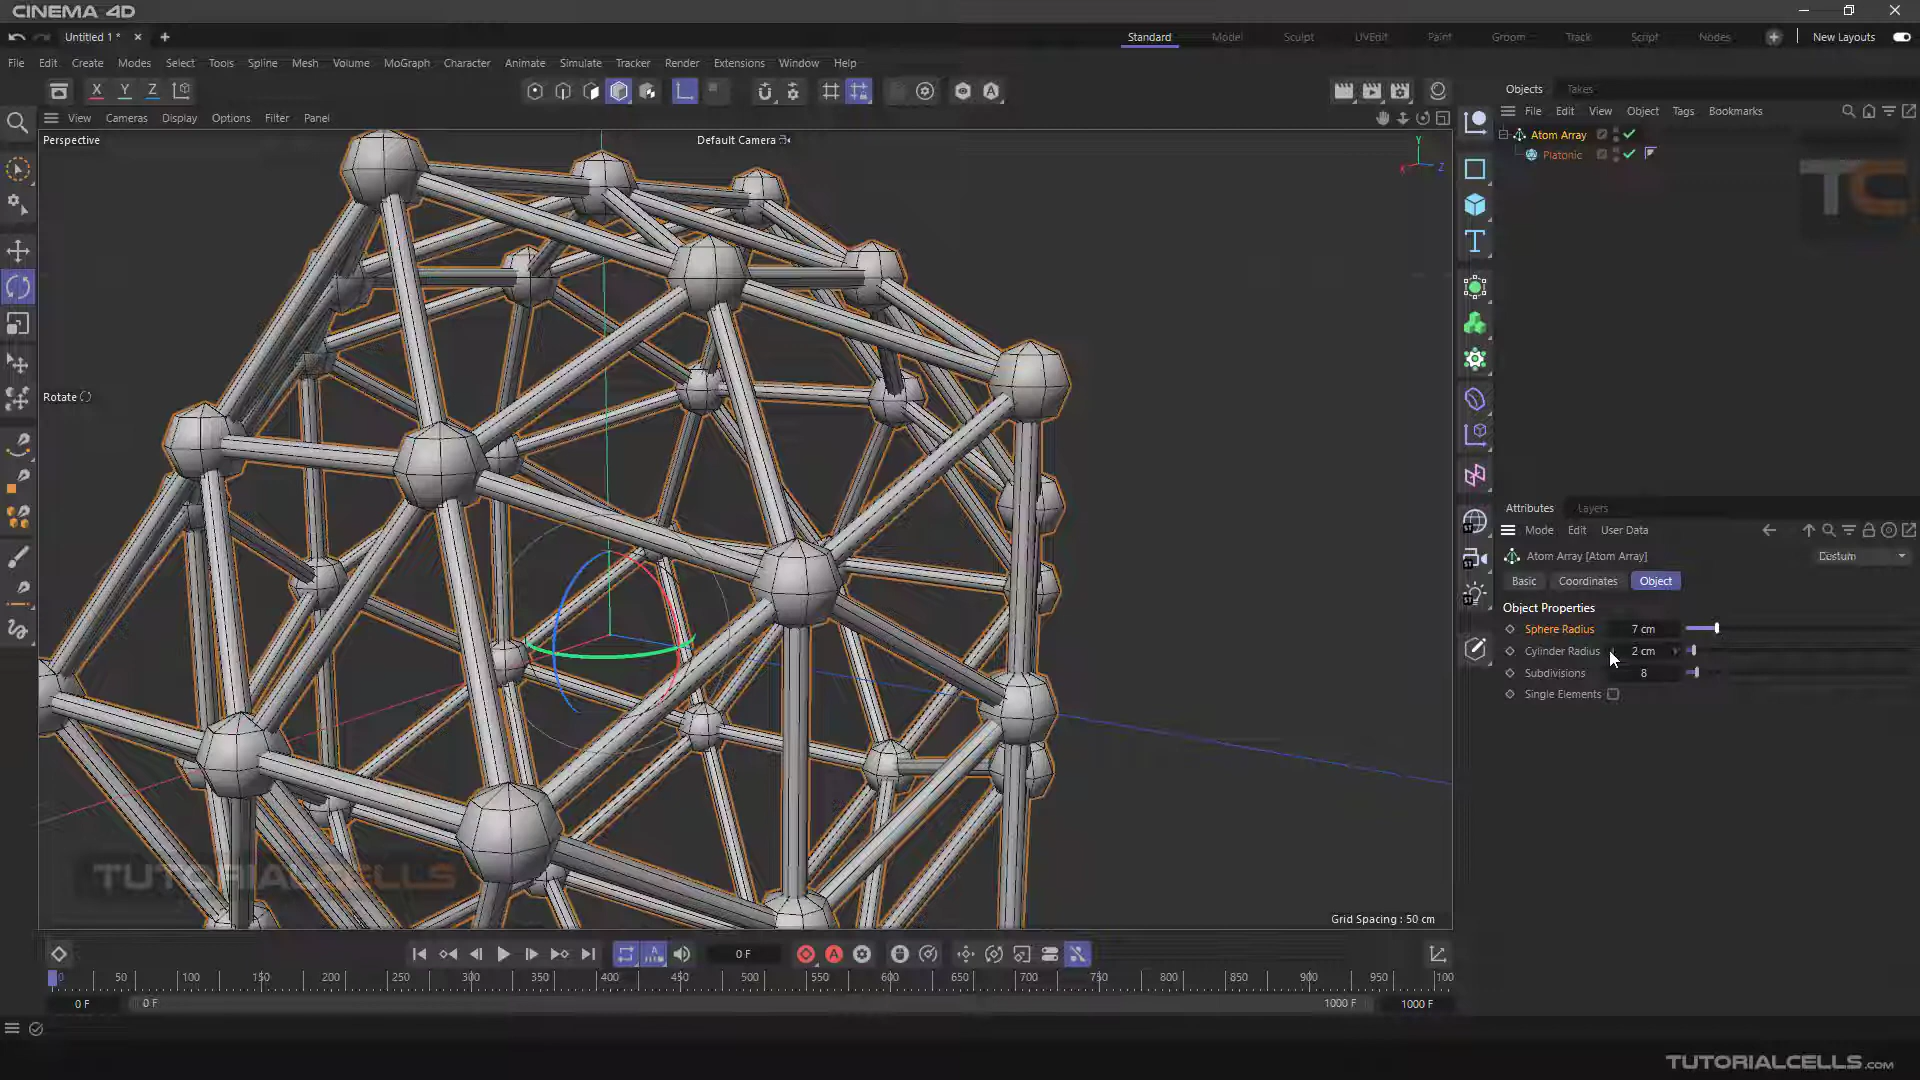 CINEMA 4D
Untitled 1 *
Standard
Model
Sculpt
UVEdit
Paint
Groom
Track
Script
Nodes
New Layouts
File Edit Create Modes Select Tools Spline Mesh Volume MoGraph Character Animate Simulate Tracker Render Extensions Window Help
X Y Z
View Cameras Display Options Filter Panel
Perspective
Default Camera
Y
X
Z
Rotate
Grid Spacing : 50 cm
TUTORIALCELLS
Objects Takes
File Edit View Object Tags Bookmarks
Atom Array
Platonic
TC
Attributes Layers
Mode Edit User Data
Atom Array [Atom Array]
Custom
Basic Coordinates Object
Object Properties
Sphere Radius 7 cm
Cylinder Radius 2 cm
Subdivisions 8
Single Elements
0 F
0 50 100 150 200 250 300 350 400 450 500 550 600 650 700 750 800 850 900 950 100
0 F 0 F 1000 F 1000 F
TUTORIALCELLS.COM